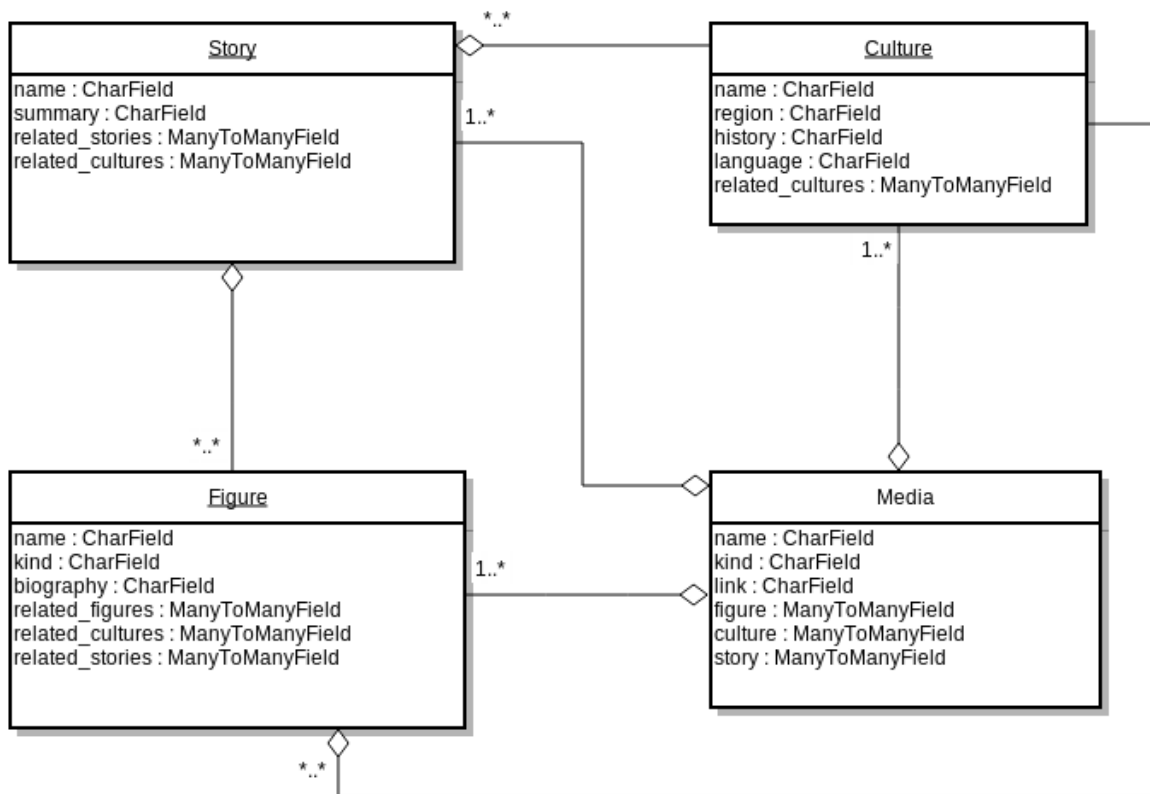 *..*
Story
name : CharField
summary : CharField
related_stories : ManyToManyField
related_cultures : ManyToManyField
1..*
Culture
name : CharField
region : CharField
history : CharField
language : CharField
related_cultures : ManyToManyField
1..*
*..*
Figure
name : CharField
kind : CharField
biography : CharField
related_figures : ManyToManyField
related_cultures : ManyToManyField
related_stories : ManyToManyField
1..*
Media
name : CharField
kind : CharField
link : CharField
figure : ManyToManyField
culture : ManyToManyField
story : ManyToManyField
*..*